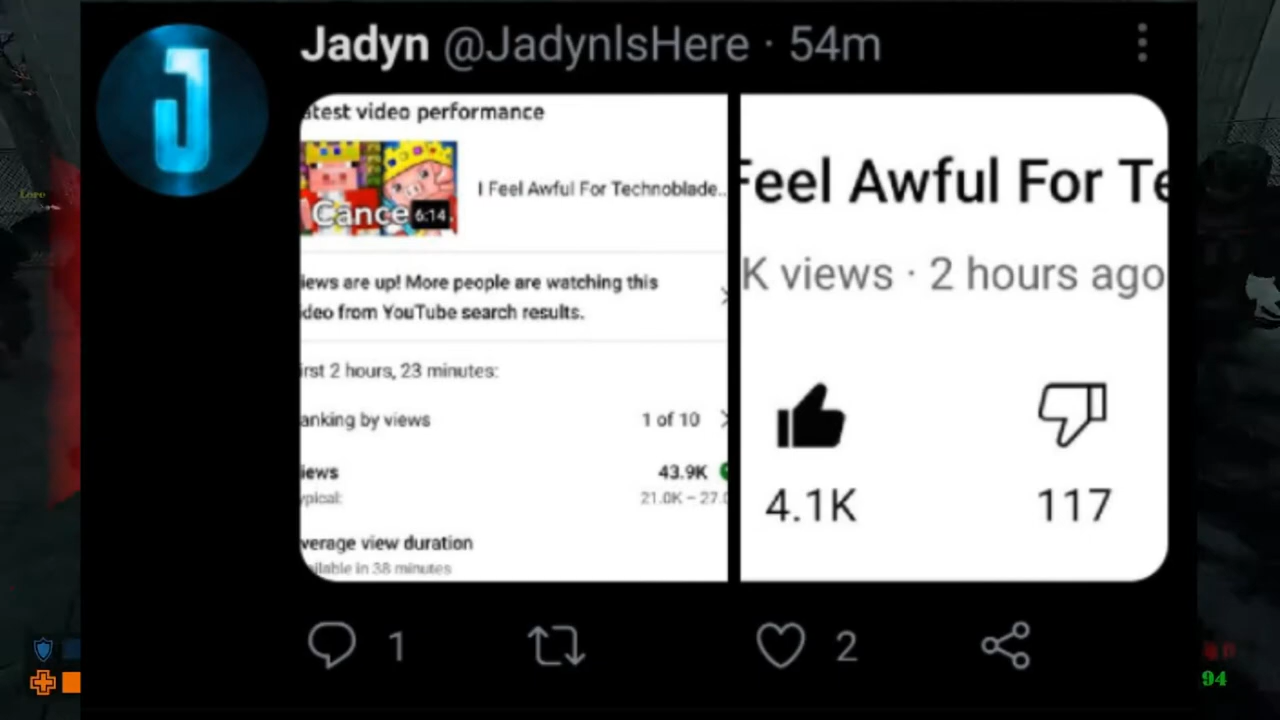 Jadyn @JadynIsHere · 54m
atest video performance
Cance
6:14
I Feel Awful For Technoblade...
iews are up! More people are watching this
deo from YouTube search results.
irst 2 hours, 23 minutes:
anking by views
1 of 10
iews
43.9K
ypical:
21.0K – 27.0
verage view duration
ailable in 38 minutes
Feel Awful For Te
K views · 2 hours ago
4.1K
117
1
2
94